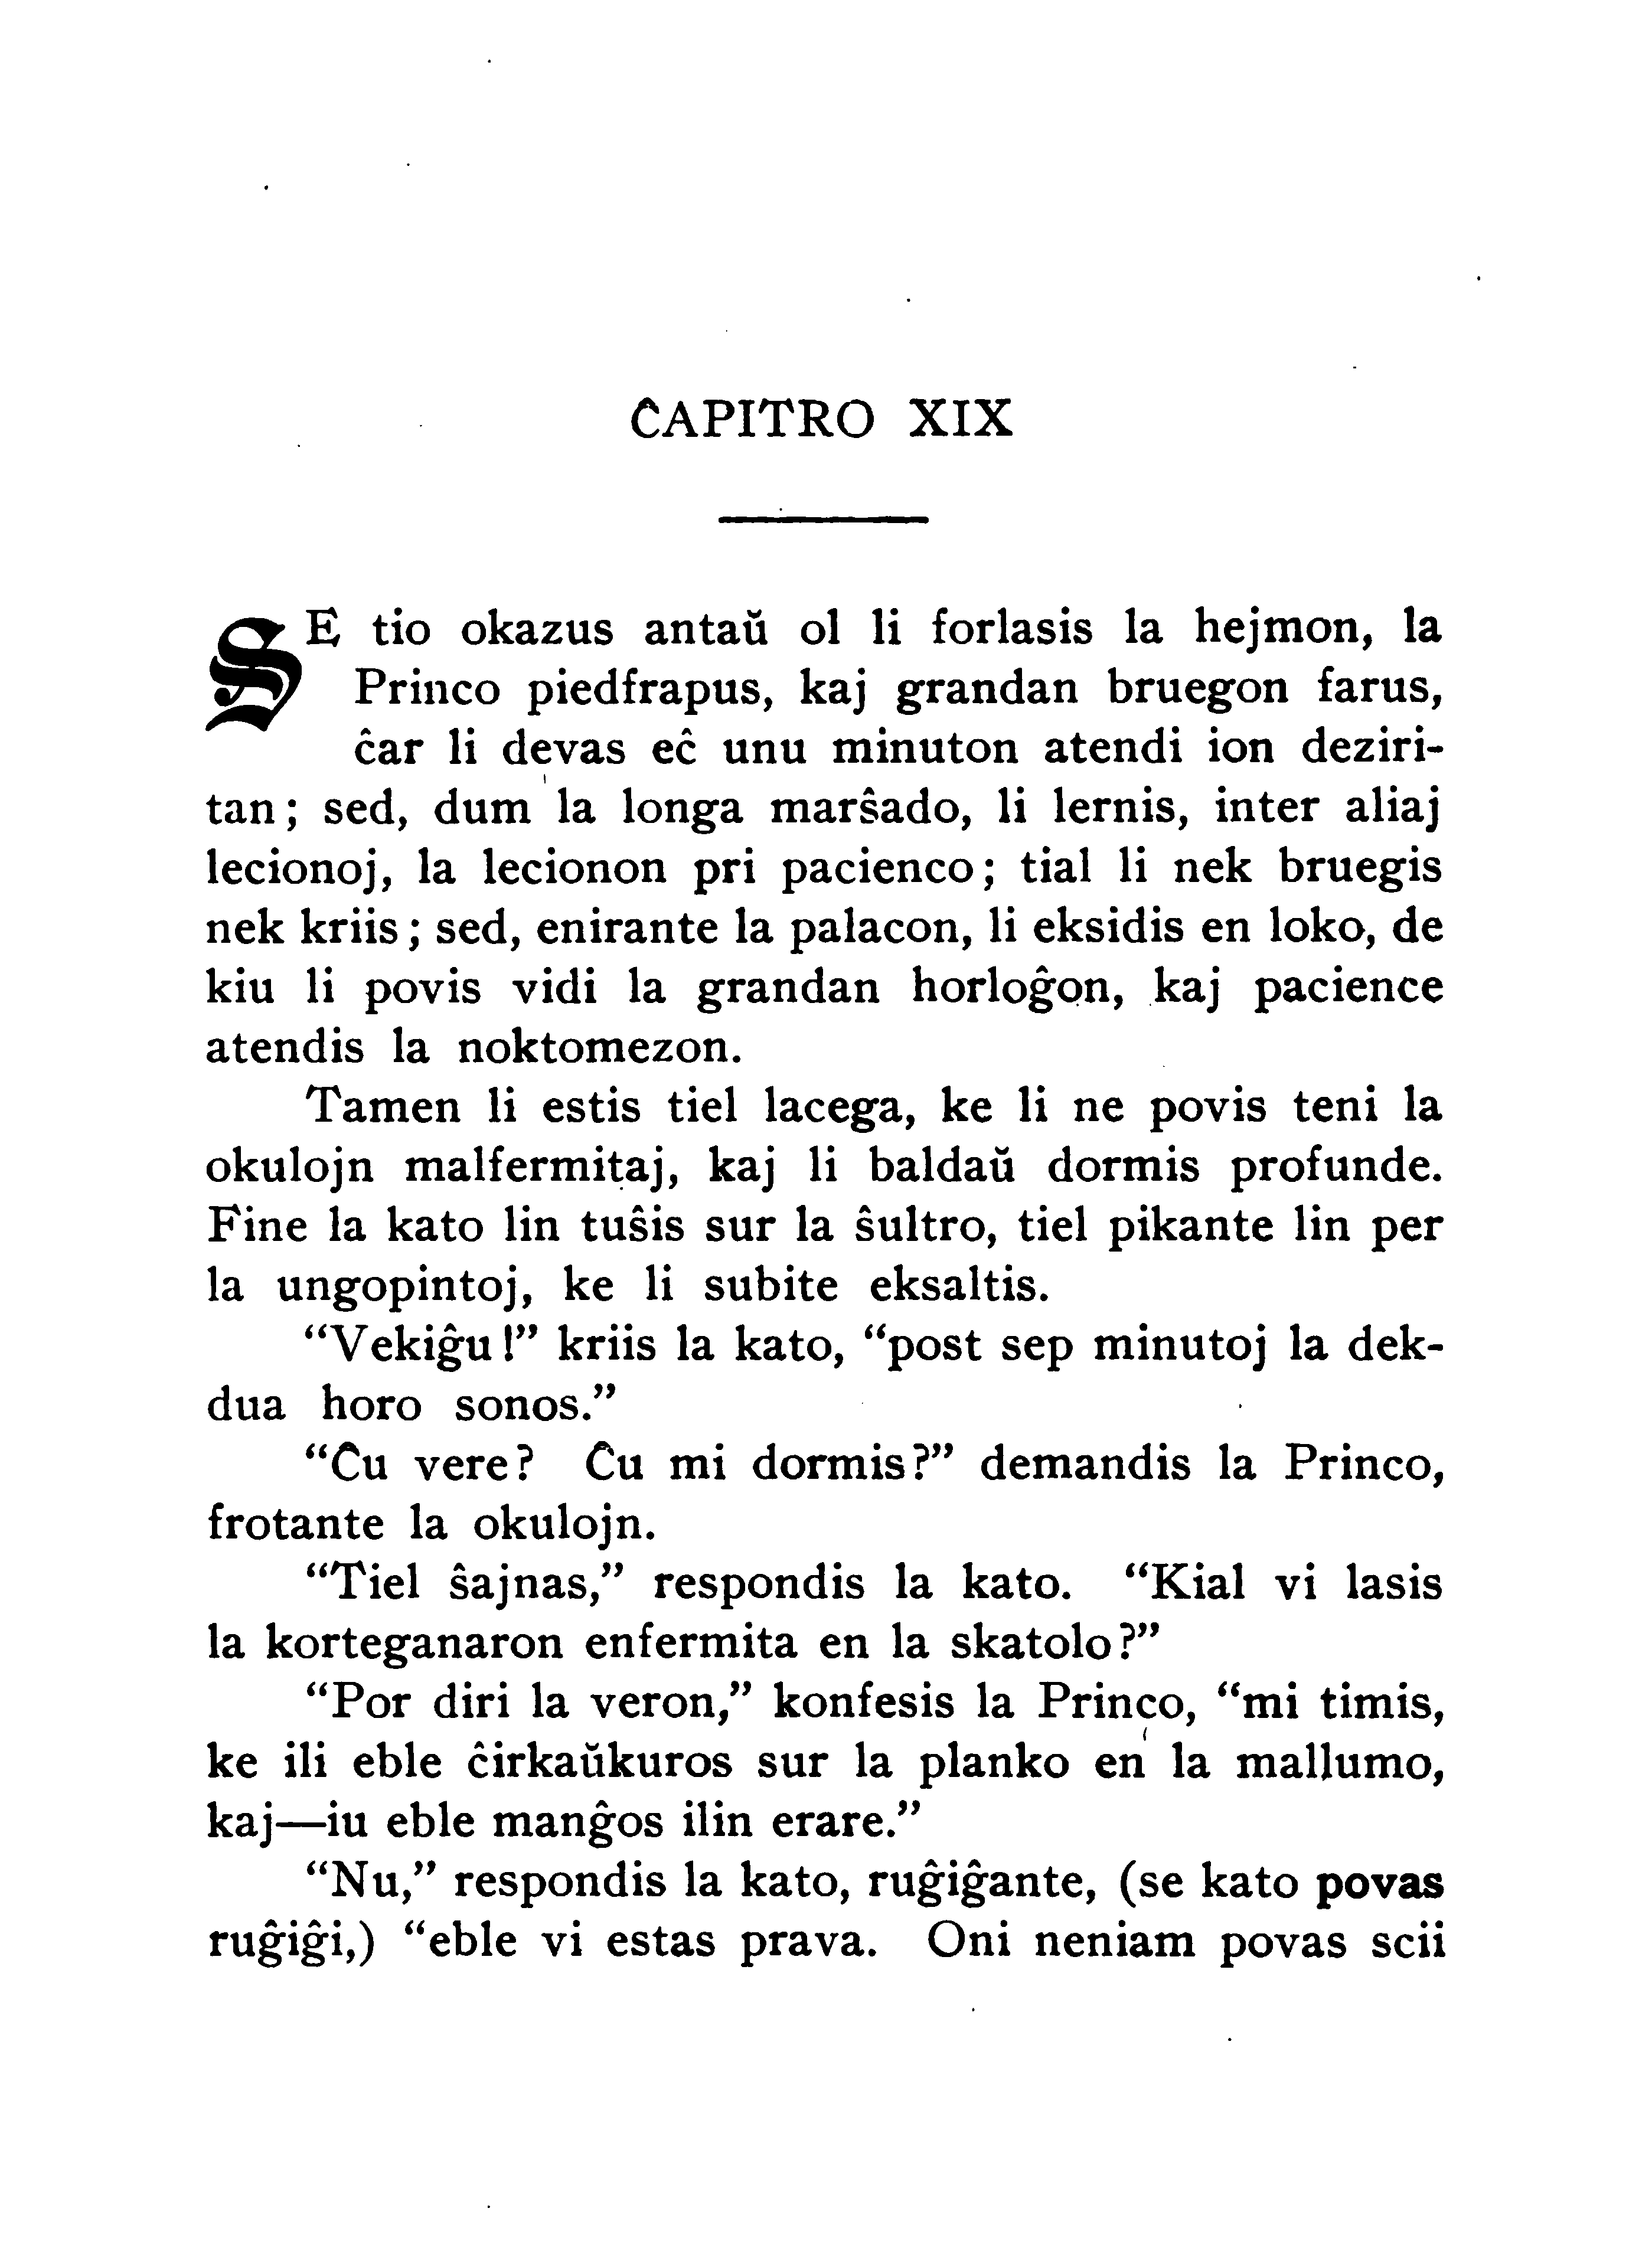 ĈAPITRO XIX
SE tio okazus antaŭ ol li forlasis la hejmon, la
Princo piedfrapus, kaj grandan bruegon farus,
ĉar li devas eĉ unu minuton atendi ion deziri-
tan; sed, dum la longa marŝado, li lernis, inter aliaj
lecionoj, la lecionon pri pacienco; tial li nek bruegis
nek kriis; sed, enirante la palacon, li eksidis en loko, de
kiu li povis vidi la grandan horloĝon, kaj pacience
atendis la noktomezon.
Tamen li estis tiel lacega, ke li ne povis teni la
okulojn malfermitaj, kaj li baldaŭ dormis profunde.
Fine la kato lin tuŝis sur la ŝultro, tiel pikante lin per
la ungopintoj, ke li subite eksaltis.
“Vekiĝu!” kriis la kato, “post sep minutoj la dek-
dua horo sonos.”
“Ĉu vere? Ĉu mi dormis?” demandis la Princo,
frotante la okulojn.
“Tiel ŝajnas,” respondis la kato. “Kial vi lasis
la korteganaron enfermita en la skatolo?”
“Por diri la veron,” konfesis la Princo, “mi timis,
ke ili eble ĉirkaŭkuros sur la planko en la mallumo,
kaj—iu eble manĝos ilin erare.”
“Nu,” respondis la kato, ruĝiĝante, (se kato povas
ruĝiĝi,) “eble vi estas prava. Oni neniam povas scii